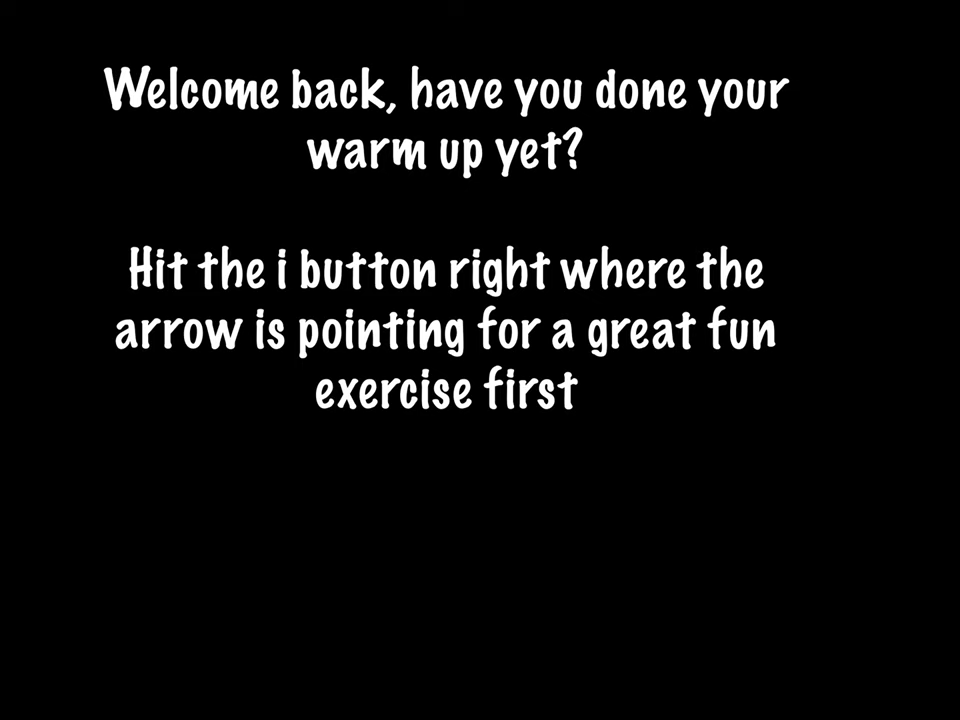 Welcome back, have you done your
warm up yet?
Hit the i button right where the
arrow is pointing for a great fun
exercise first